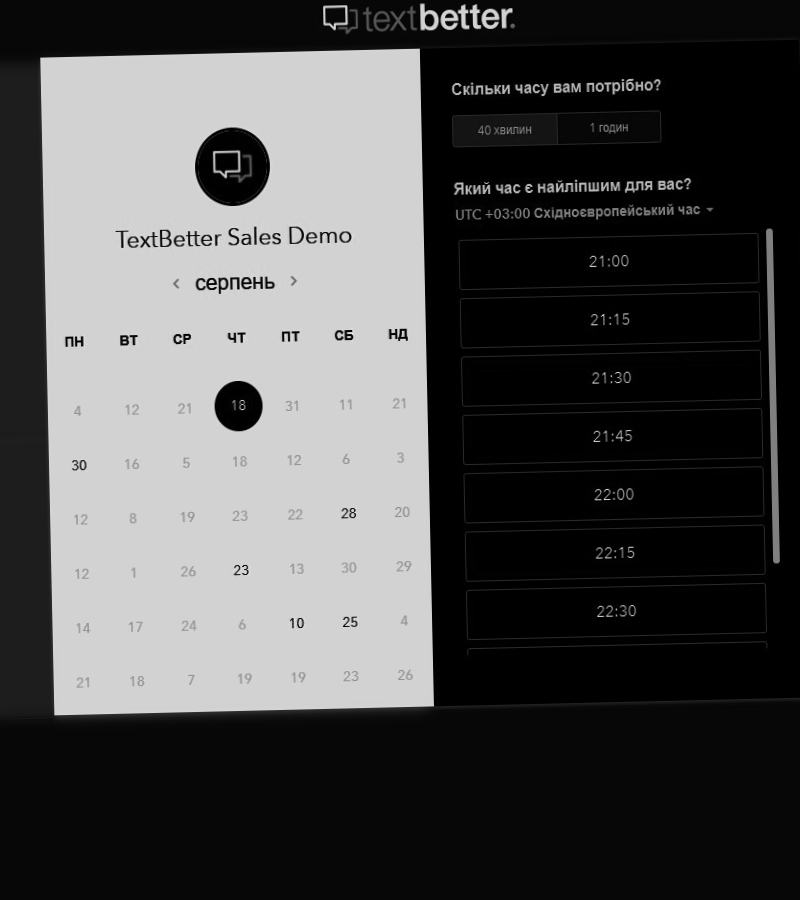 textbetter.
TextBetter Sales Demo
серпень
ПН ВТ СР ЧТ ПТ СБ НД
4 12 21 18 31 11 21
30 16 5 18 12 6 3
12 8 19 23 22 28 20
12 1 26 23 13 30 29
14 17 24 6 10 25 4
21 18 7 19 19 23 26
Скільки часу вам потрібно?
40 хвилин 1 годин
Який час є найліпшим для вас?
UTC +03:00 Східноєвропейський час
21:00
21:15
21:30
21:45
22:00
22:15
22:30